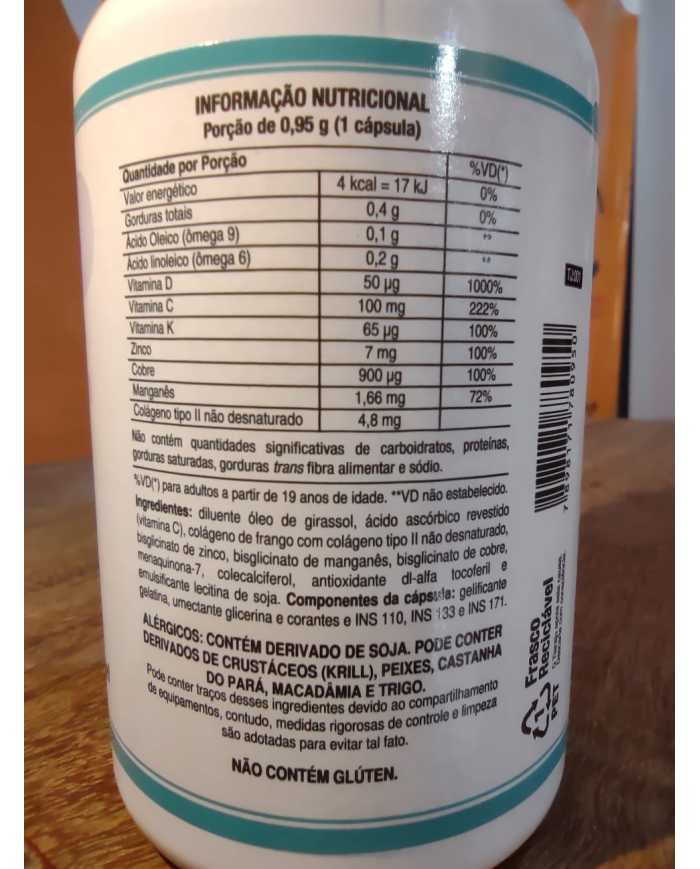 INFORMAÇÃO NUTRICIONAL
Porção de 0,95 g (1 cápsula)
Quantidade por Porção %VD(*)
Valor energético 4 kcal = 17 kJ 0%
Gorduras totais 0,4 g 0%
Ácido Oleico (ômega 9) 0,1 g **
Ácido linoleico (ômega 6) 0,2 g **
Vitamina D 50 µg 1000%
Vitamina C 100 mg 222%
Vitamina K 65 µg 100%
Zinco 7 mg 100%
Cobre 900 µg 100%
Manganês 1,66 mg 72%
Colágeno tipo II não desnaturado 4,8 mg
Não contém quantidades significativas de carboidratos, proteínas,
gorduras saturadas, gorduras trans fibra alimentar e sódio.
%VD(*) para adultos a partir de 19 anos de idade. **VD não estabelecido.
Ingredientes: diluente óleo de girassol, ácido ascórbico revestido
(vitamina C), colágeno de frango com colágeno tipo II não desnaturado,
bisglicinato de zinco, bisglicinato de manganês, bisglicinato de cobre,
menaquinona-7, colecalciferol, antioxidante dl-alfa tocoferil e
emulsificante lecitina de soja. Componentes da cápsula: gelificante
gelatina, umectante glicerina e corantes e INS 110, INS 133 e INS 171.
ALÉRGICOS: CONTÉM DERIVADO DE SOJA. PODE CONTER
DERIVADOS DE CRUSTÁCEOS (KRILL), PEIXES, CASTANHA
DO PARÁ, MACADÂMIA E TRIGO.
Pode conter traços desses ingredientes devido ao compartilhamento
de equipamentos, contudo, medidas rigorosas de controle e limpeza
são adotadas para evitar tal fato.
NÃO CONTÉM GLÚTEN.
7 898171 780950
Frasco
Reciclável
1
PET